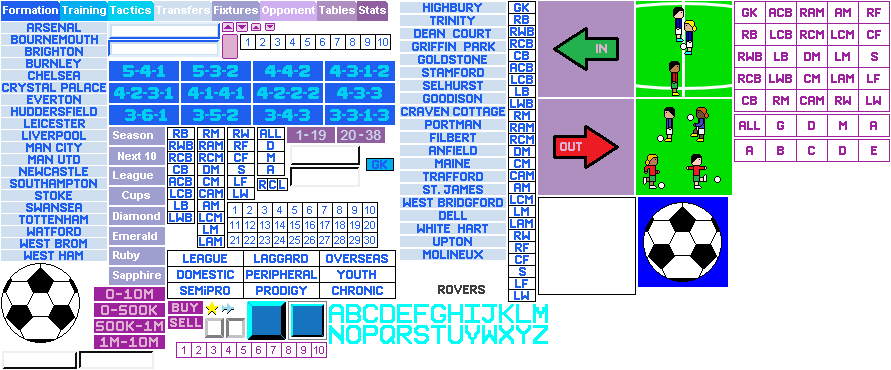 Formation Training Tactics Transfers Fixtures Opponent Tables Stats
ARSENAL
BOURNEMOUTH
BRIGHTON
BURNLEY
CHELSEA
CRYSTAL PALACE
EVERTON
HUDDERSFIELD
LEICESTER
LIVERPOOL
MAN CITY
MAN UTD
NEWCASTLE
SOUTHAMPTON
STOKE
SWANSEA
TOTTENHAM
WATFORD
WEST BROM
WEST HAM
1 2 3 4 5 6 7 8 9 10
5-4-1 5-3-2 4-4-2 4-3-1-2
4-2-3-1 4-1-4-1 4-2-2-2 4-3-3
3-6-1 3-5-2 3-4-3 3-3-1-3
Season
Next 10
League
Cups
Diamond
Emerald
Ruby
Sapphire
RB
RWB
RCB
CB
ACB
LCB
LB
LWB
RM
RAM
RCM
DM
CM
CAM
AM
LCM
LM
LAM
RW
RF
CF
S
LF
LW
ALL
D
M
A
RCL
1-19 20-38
GK
1 2 3 4 5 6 7 8 9 10
11 12 13 14 15 16 17 18 19 20
21 22 23 24 25 26 27 28 29 30
LEAGUE LAGGARD OVERSEAS
DOMESTIC PERIPHERAL YOUTH
SEMIPRO PRODIGY CHRONIC
0-10M
0-500K
500K-1M
1M-10M
BUY
SELL
ABCDEFGHIJKLM
NOPQRSTUVWXYZ
1 2 3 4 5 6 7 8 9 10
HIGHBURY
TRINITY
DEAN COURT
GRIFFIN PARK
GOLDSTONE
STAMFORD
SELHURST
GOODISON
CRAVEN COTTAGE
PORTMAN
FILBERT
ANFIELD
MAINE
TRAFFORD
ST.JAMES
WEST BRIDGFORD
DELL
WHITE HART
UPTON
MOLINEUX
ROVERS
GK
RB
RWB
RCB
CB
ACB
LCB
LB
LWB
RM
RAM
RCM
DM
CM
CAM
AM
LCM
LM
LAM
RW
RF
CF
S
LF
LW
IN
OUT
GK ACB RAM AM RF
RB LCB RCM LCM CF
RWB LB DM LM S
RCB LWB CM LAM LF
CB RM CAM RW LW
ALL G D M A
A B C D E